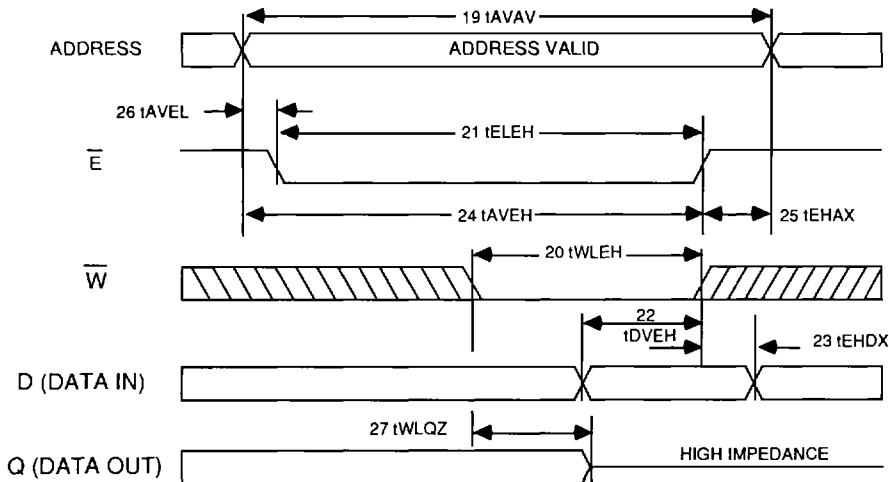 19 tAVAV
ADDRESS
ADDRESS VALID
26 tAVEL
21 tELEH
E
24 tAVEH
25 tEHAX
20 tWLEH
W
22
tDVEH
23 tEHDX
D (DATA IN)
27 tWLQZ
HIGH IMPEDANCE
Q (DATA OUT)